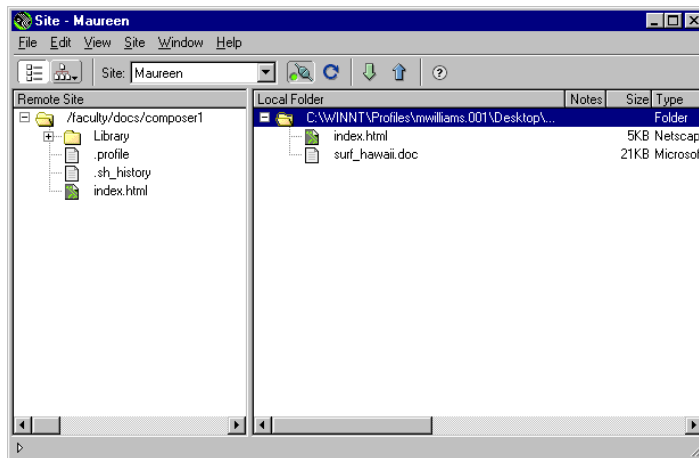 Site - Maureen
File Edit View Site Window Help
Site: Maureen
Remote Site
/faculty/docs/composer1
Library
.profile
.sh_history
index.html
Local Folder Notes Size Type
C:\WINNT\Profiles\mwilliams.001\Desktop\... Folder
index.html 5KB Netscap
surf_hawaii.doc 21KB Microsof